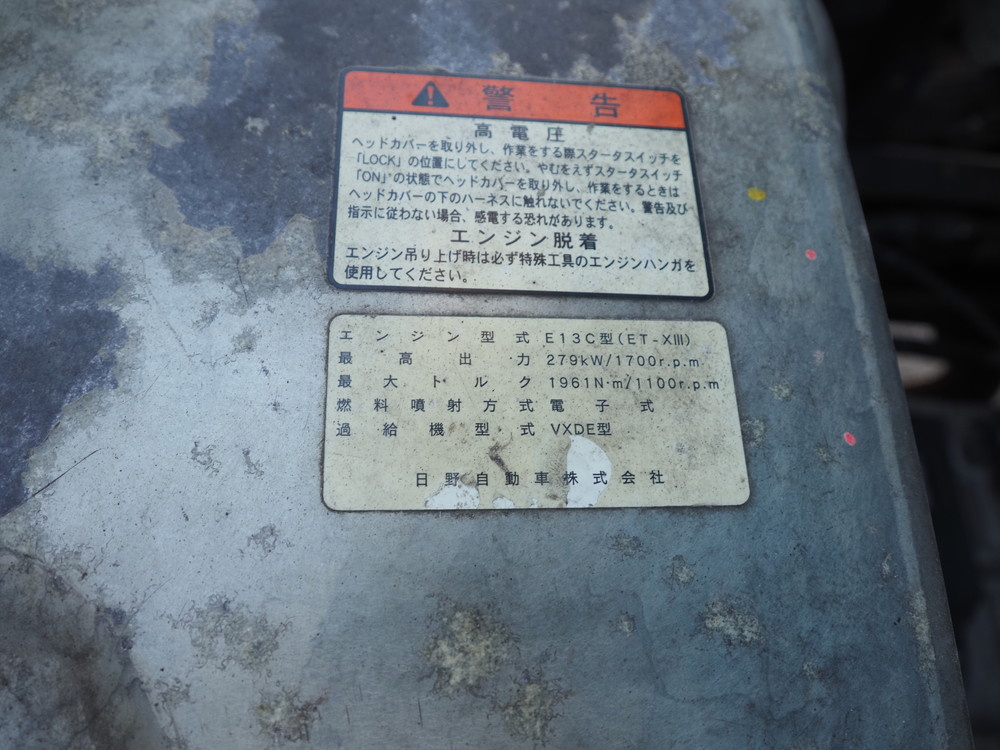 警告
高電圧
ヘッドカバーを取り外し、作業をする際スタータスイッチを
「LOCK」の位置にしてください。やむをえずスタータスイッチ
「ON」の状態でヘッドカバーを取り外し、作業をするときは
ヘッドカバーの下のハーネスに触れないでください。警告及び
指示に従わない場合、感電する恐れがあります。
エンジン脱着
エンジン吊り上げ時は必ず特殊工具のエンジンハンガを
使用してください。
エンジン型式 E13C型(ET-XIII)
最高出力 279kW/1700r.p.m.
最大トルク 1961N·m/1100r.p.m
燃料噴射方式 電子式
過給機型式 VXDE型
日野自動車株式会社